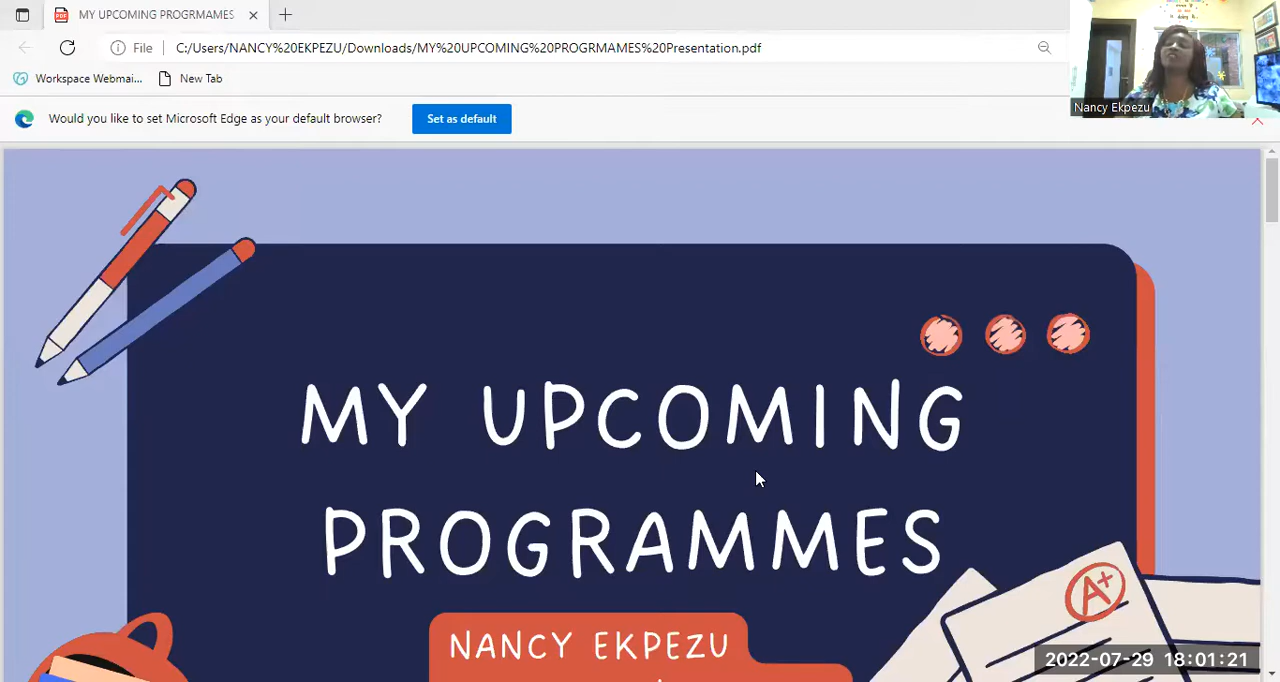 MY UPCOMING PROGRMAMES
File
C:/Users/NANCY%20EKPEZU/Downloads/MY%20UPCOMING%20PROGRMAMES%20Presentation.pdf
Workspace Webmai...
New Tab
Would you like to set Microsoft Edge as your default browser?
Set as default
Nancy Ekpezu
MY UPCOMING
PROGRAMMES
A+
NANCY EKPEZU
2022-07-29 18:01:21